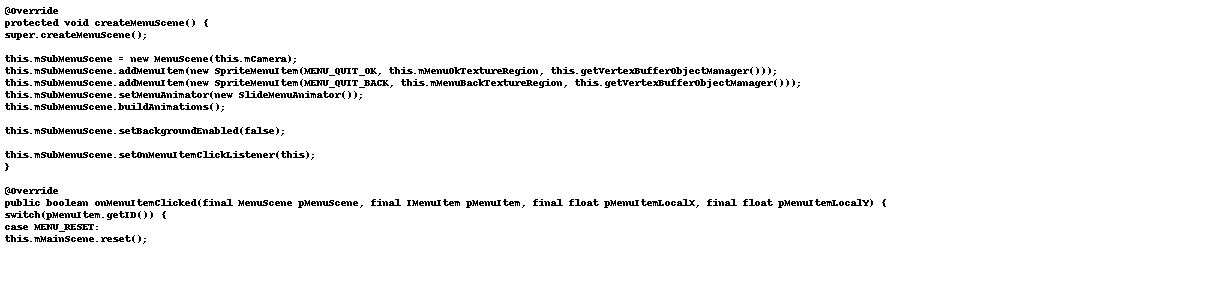 @Override
protected void createMenuScene() {
super.createMenuScene();

this.mSubMenuScene = new MenuScene(this.mCamera);
this.mSubMenuScene.addMenuItem(new SpriteMenuItem(MENU_QUIT_OK, this.mMenuOkTextureRegion, this.getVertexBufferObjectManager()));
this.mSubMenuScene.addMenuItem(new SpriteMenuItem(MENU_QUIT_BACK, this.mMenuBackTextureRegion, this.getVertexBufferObjectManager()));
this.mSubMenuScene.setMenuAnimator(new SlideMenuAnimator());
this.mSubMenuScene.buildAnimations();

this.mSubMenuScene.setBackgroundEnabled(false);

this.mSubMenuScene.setOnMenuItemClickListener(this);
}

@Override
public boolean onMenuItemClicked(final MenuScene pMenuScene, final IMenuItem pMenuItem, final float pMenuItemLocalX, final float pMenuItemLocalY) {
switch(pMenuItem.getID()) {
case MENU_RESET:
this.mMainScene.reset();